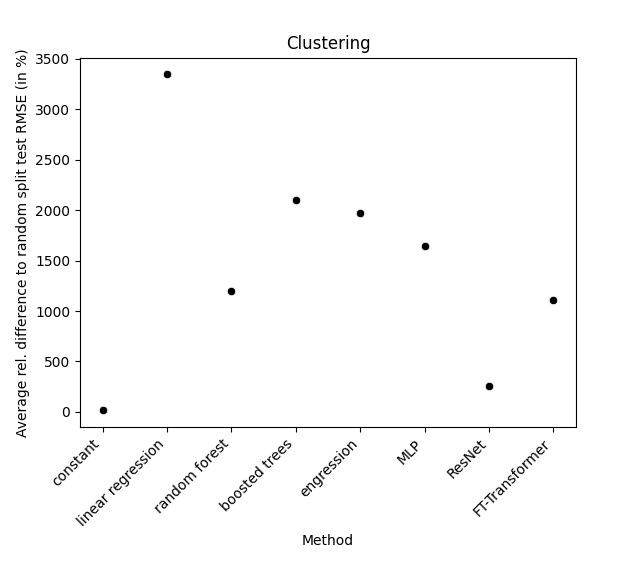 Clustering
Average rel. difference to random split test RMSE (in %)
3500
3000
2500
2000
1500
1000
500
0
constant
linear regression
random forest
boosted trees
engression
MLP
ResNet
FT-Transformer
Method